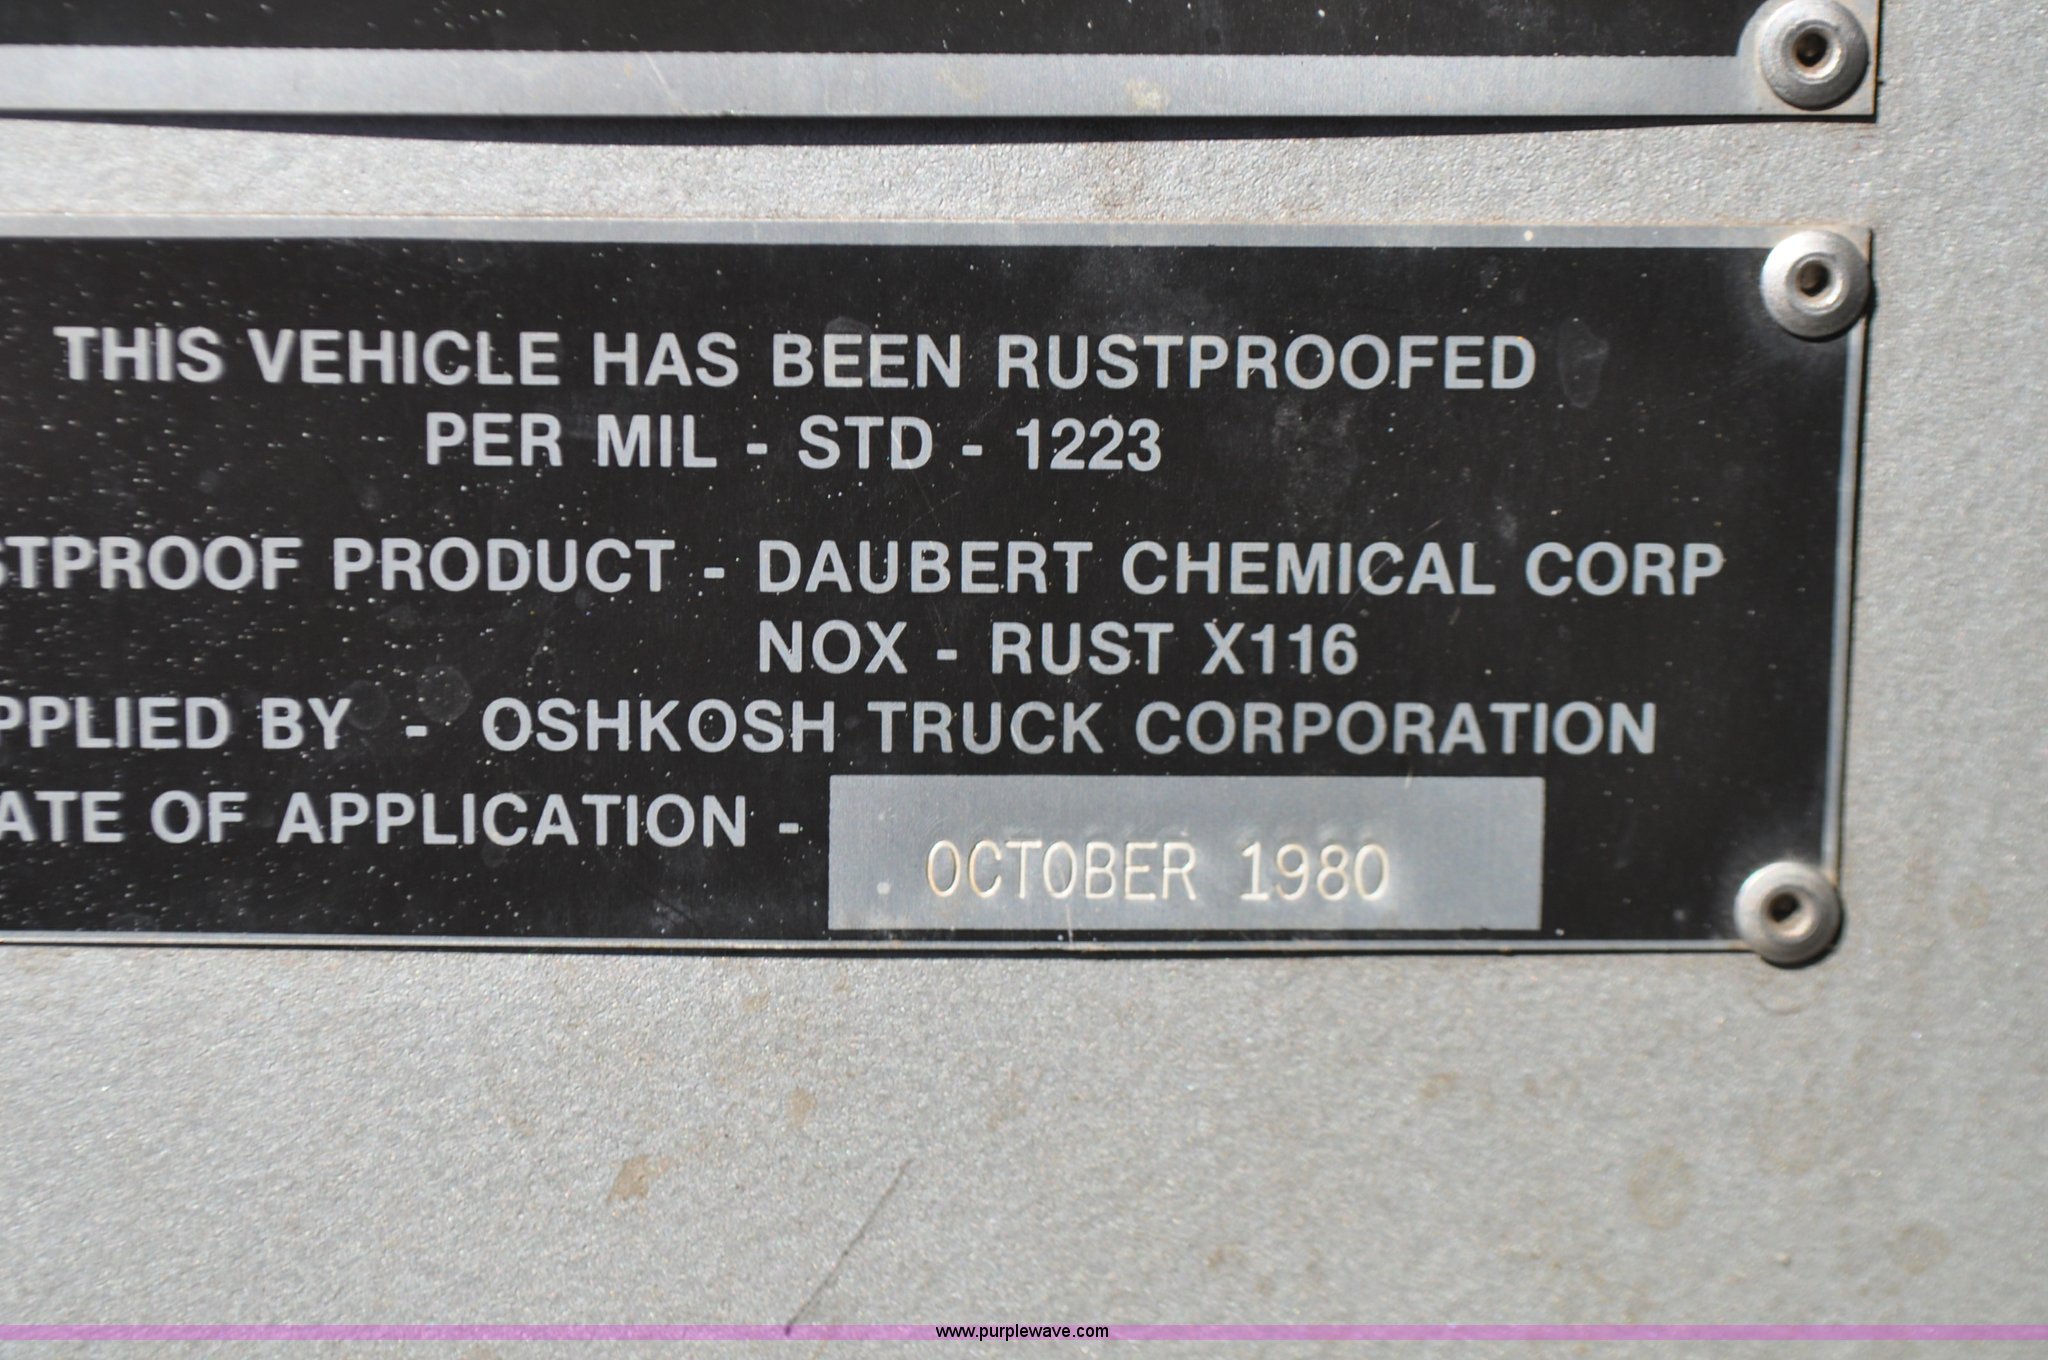 THIS VEHICLE HAS BEEN RUSTPROOFED
PER MIL - STD - 1223
STPROOF PRODUCT - DAUBERT CHEMICAL CORP
NOX - RUST X116
PPLIED BY - OSHKOSH TRUCK CORPORATION
ATE OF APPLICATION - OCTOBER 1980
www.purplewave.com